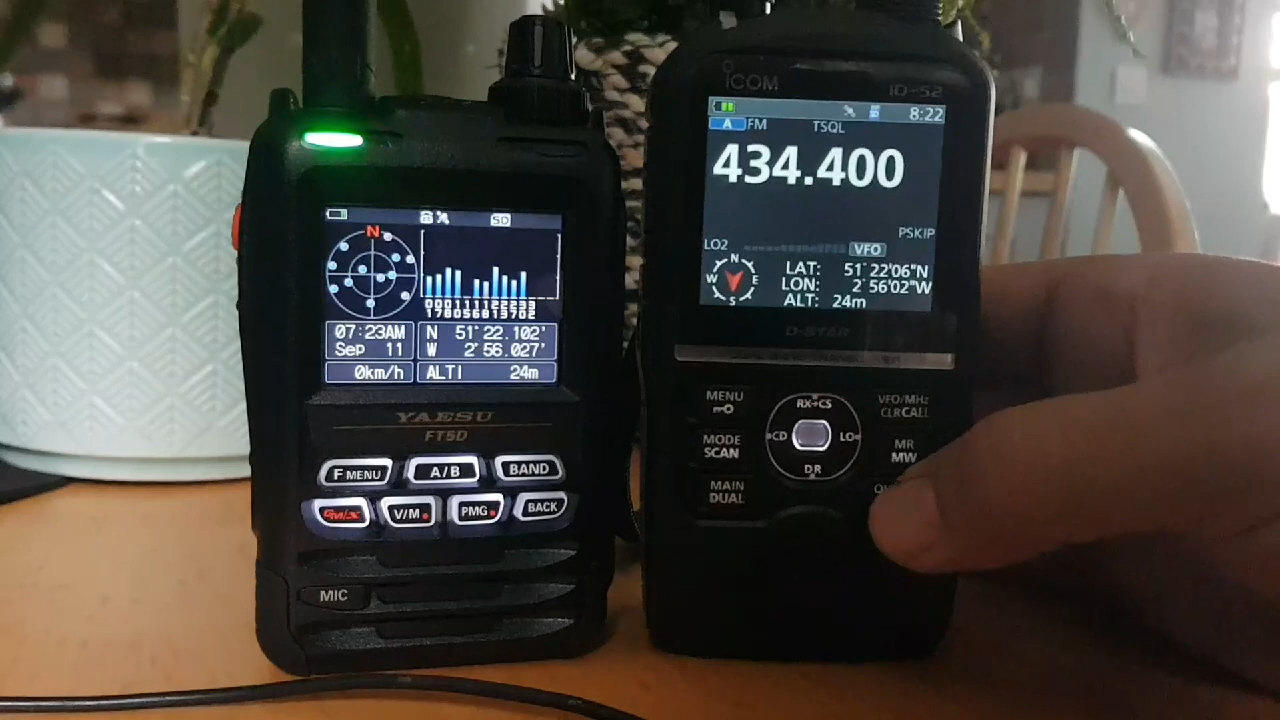 SD
N
07:23AM
Sep 11
N 51°22.102'
W 2°56.027'
0km/h
ALTI 24m
YAESU
FT5D
F MENU
A/B
BAND
V/M
PMG
BACK
MIC
ICOM
ID-52
8:22
A FM
TSQL
434.400
PSKIP
LO2
VFO
N
W E
S
LAT: 51°22'06"N
LON: 2°56'02"W
ALT: 24m
D-STAR
MENU
RX→CS
VFO/MHz
CLR CALL
MODE
SCAN
CD
LO
MR
MW
DR
MAIN
DUAL